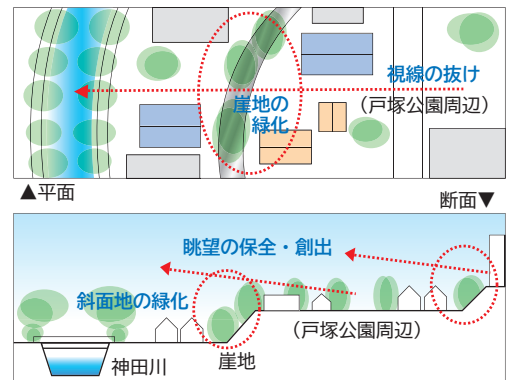 視線の抜け
崖地の
緑化
（戸塚公園周辺）
▲平面
断面▼
眺望の保全・創出
斜面地の緑化
（戸塚公園周辺）
崖地
神田川